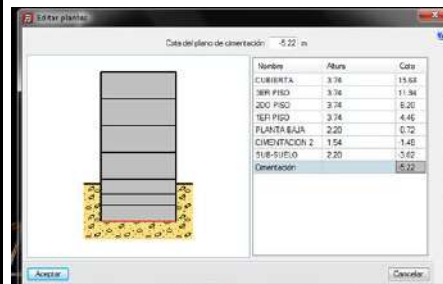 Editar plantas
Cota del plano de cimentación -5.22 m
Nombre Altura Cota
CUBIERTA 3.74 15.68
3ER PISO 3.74 11.94
2DO PISO 3.74 8.20
1ER PISO 3.74 4.46
PLANTA BAJA 2.20 0.72
CIMENTACION 2 1.54 -1.48
SUB-SUELO 2.20 -3.02
Cimentación -5.22
Aceptar Cancelar